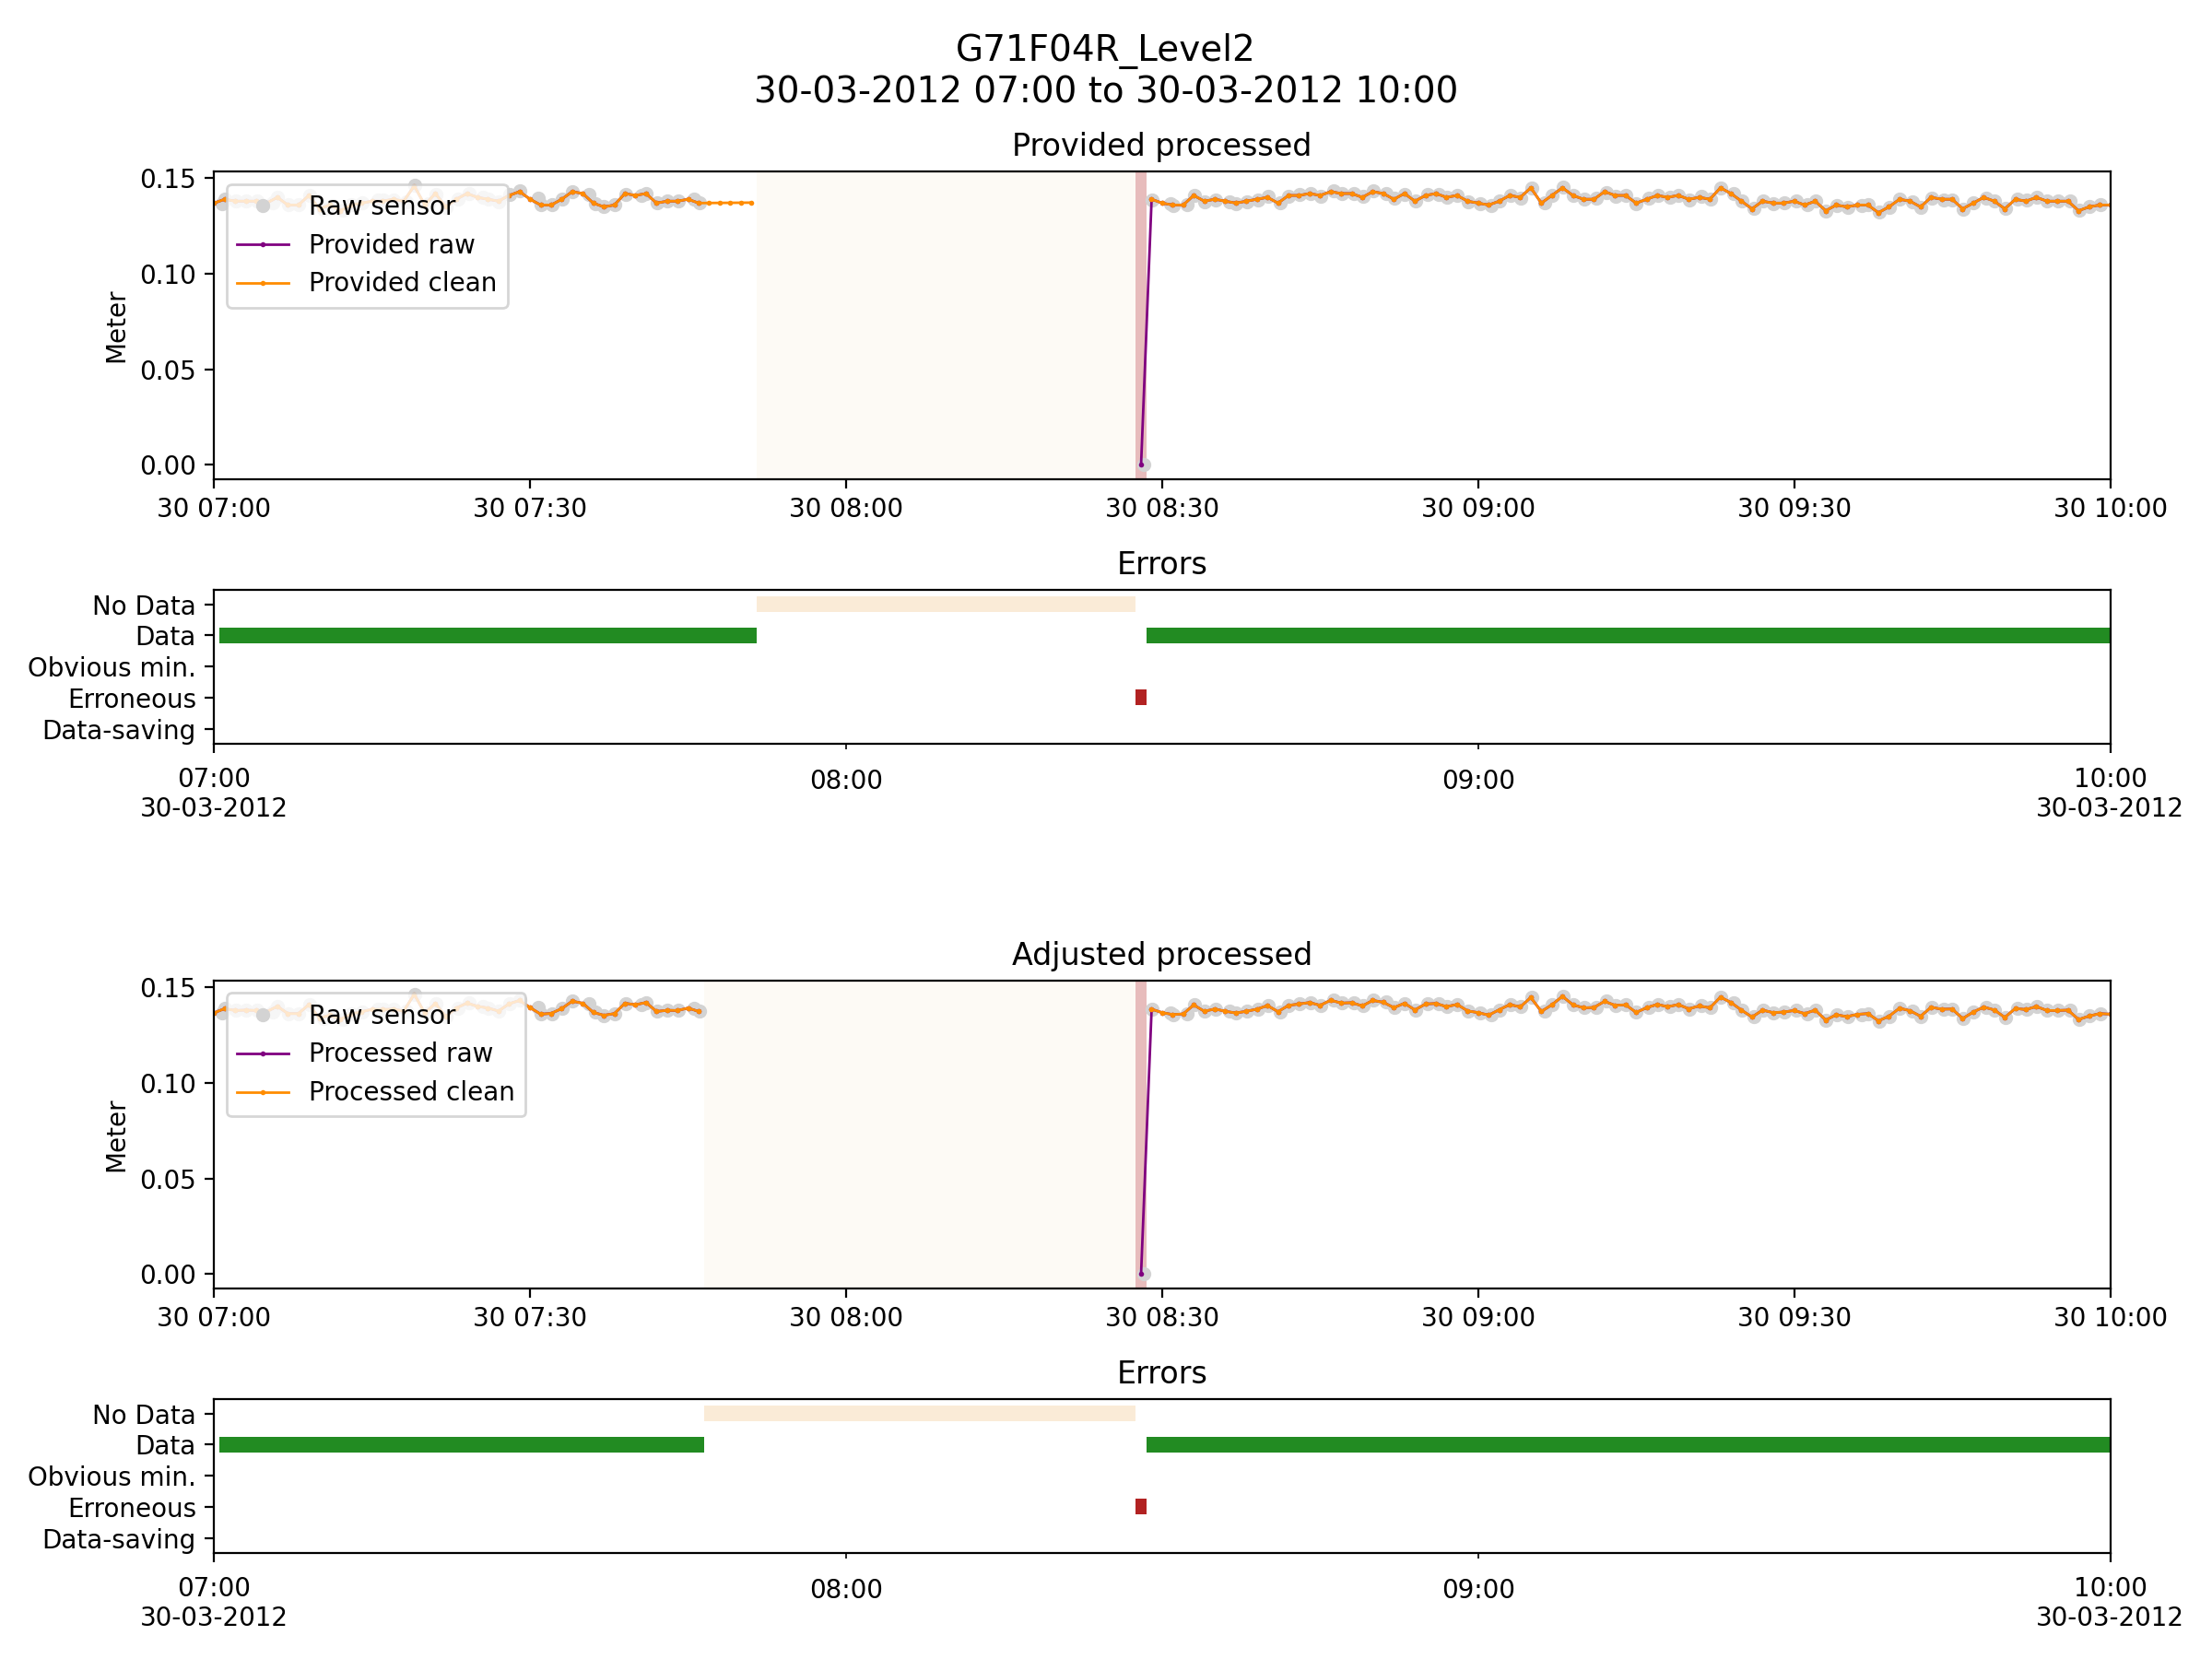 G71F04R_Level2
30-03-2012 07:00 to 30-03-2012 10:00
Provided processed
0.15
0.10
0.05
0.00
Meter
Raw sensor
Provided raw
Provided clean
30 07:00 30 07:30 30 08:00 30 08:30 30 09:00 30 09:30 30 10:00
Errors
No Data
Data
Obvious min.
Erroneous
Data-saving
07:00 08:00 09:00 10:00
30-03-2012 30-03-2012
Adjusted processed
0.15
0.10
0.05
0.00
Meter
Raw sensor
Processed raw
Processed clean
30 07:00 30 07:30 30 08:00 30 08:30 30 09:00 30 09:30 30 10:00
Errors
No Data
Data
Obvious min.
Erroneous
Data-saving
07:00 08:00 09:00 10:00
30-03-2012 30-03-2012